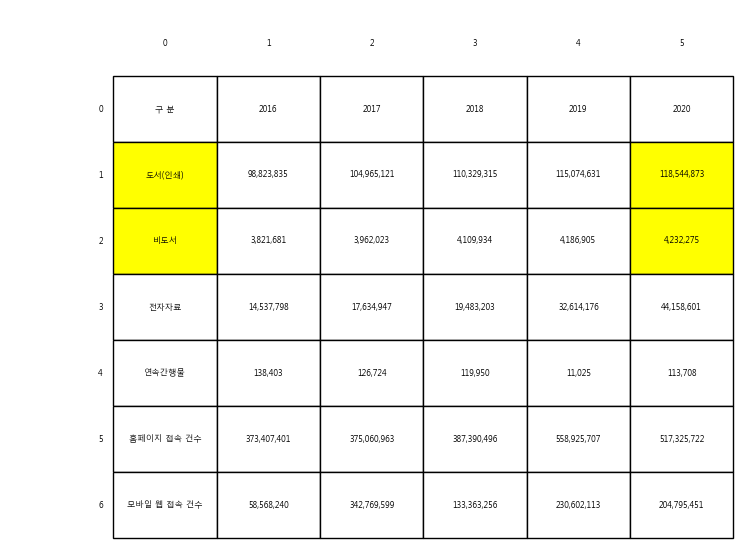 0 1 2 3 4 5
0 구 분 2016 2017 2018 2019 2020
1 도서(인쇄) 98,823,835 104,965,121 110,329,315 115,074,631 118,544,873
2 비도서 3,821,681 3,962,023 4,109,934 4,186,905 4,232,275
3 전자자료 14,537,798 17,634,947 19,483,203 32,614,176 44,158,601
4 연속간행물 138,403 126,724 119,950 11,025 113,708
5 홈페이지 접속 건수 373,407,401 375,060,963 387,390,496 558,925,707 517,325,722
6 모바일 웹 접속 건수 58,568,240 342,769,599 133,363,256 230,602,113 204,795,451